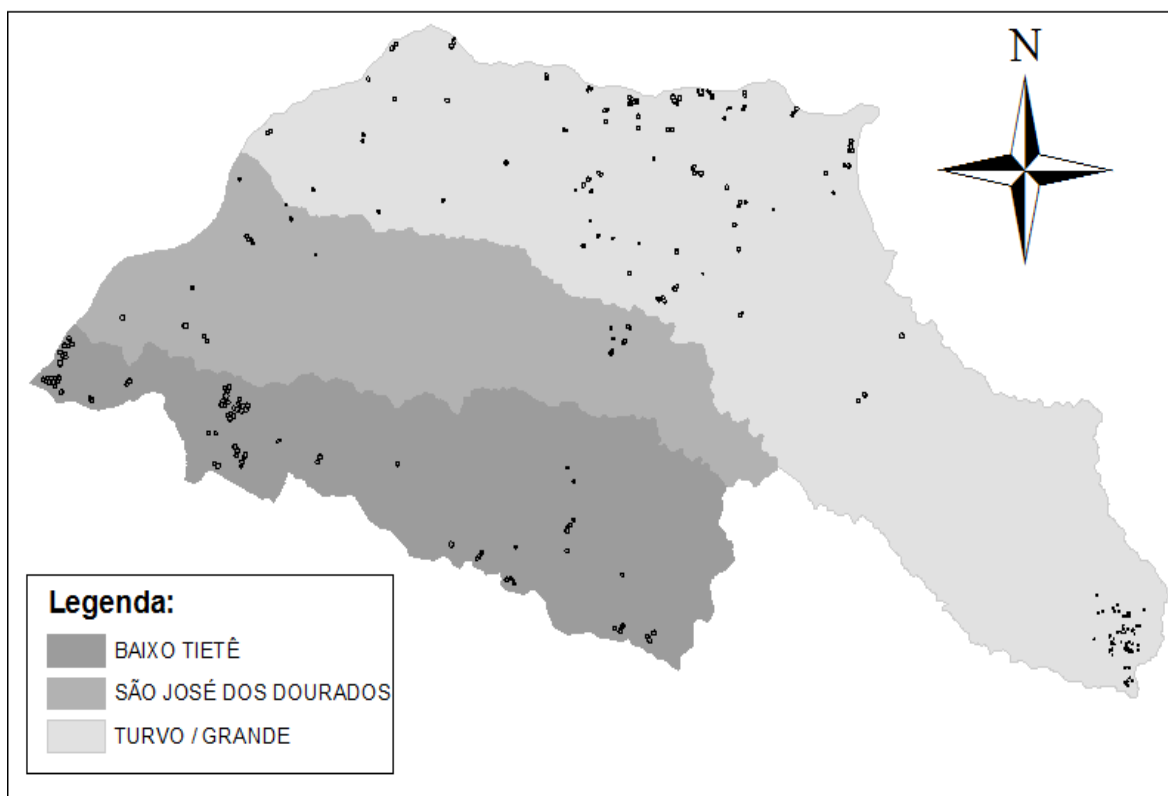 N
Legenda:
BAIXO TIETÊ
SÃO JOSÉ DOS DOURADOS
TURVO / GRANDE